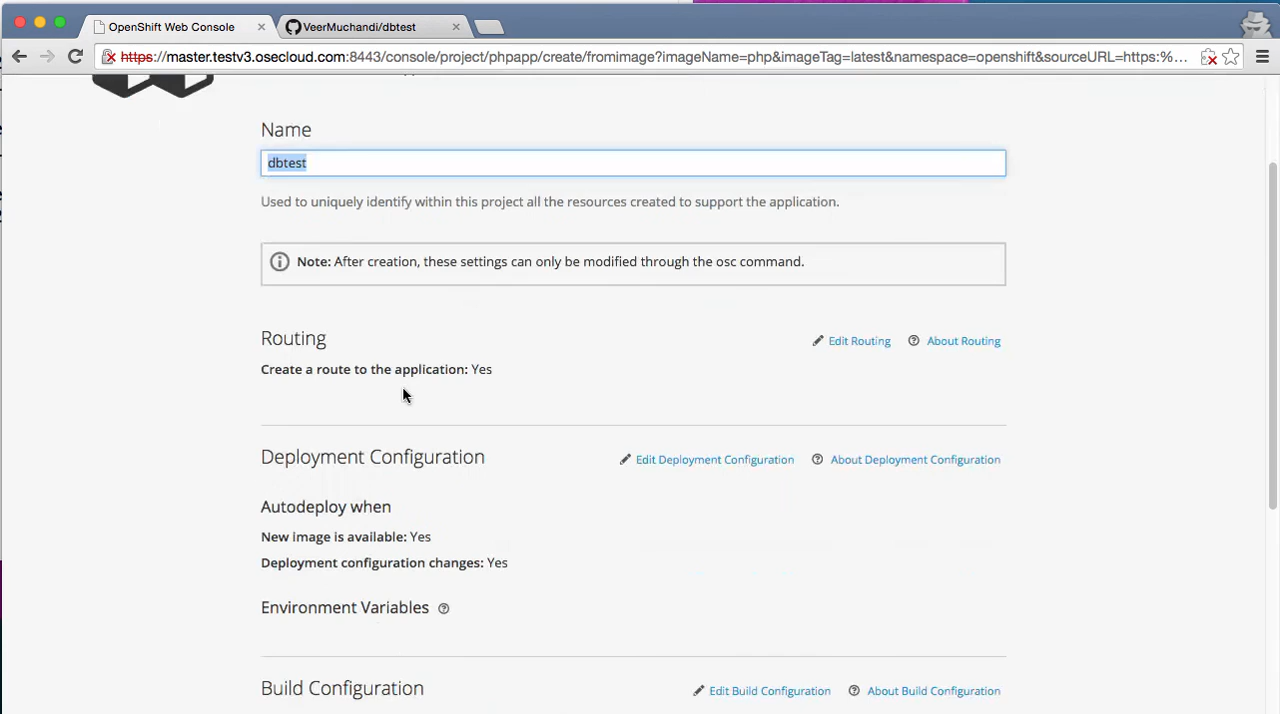 OpenShift Web Console
VeerMuchandi/dbtest
https://master.testv3.osecloud.com:8443/console/project/phpapp/create/fromimage?imageName=php&imageTag=latest&namespace=openshift&sourceURL=https:%...
Name
dbtest
Used to uniquely identify within this project all the resources created to support the application.
Note: After creation, these settings can only be modified through the osc command.
Routing
Edit Routing
About Routing
Create a route to the application: Yes
Deployment Configuration
Edit Deployment Configuration
About Deployment Configuration
Autodeploy when
New image is available: Yes
Deployment configuration changes: Yes
Environment Variables
Build Configuration
Edit Build Configuration
About Build Configuration